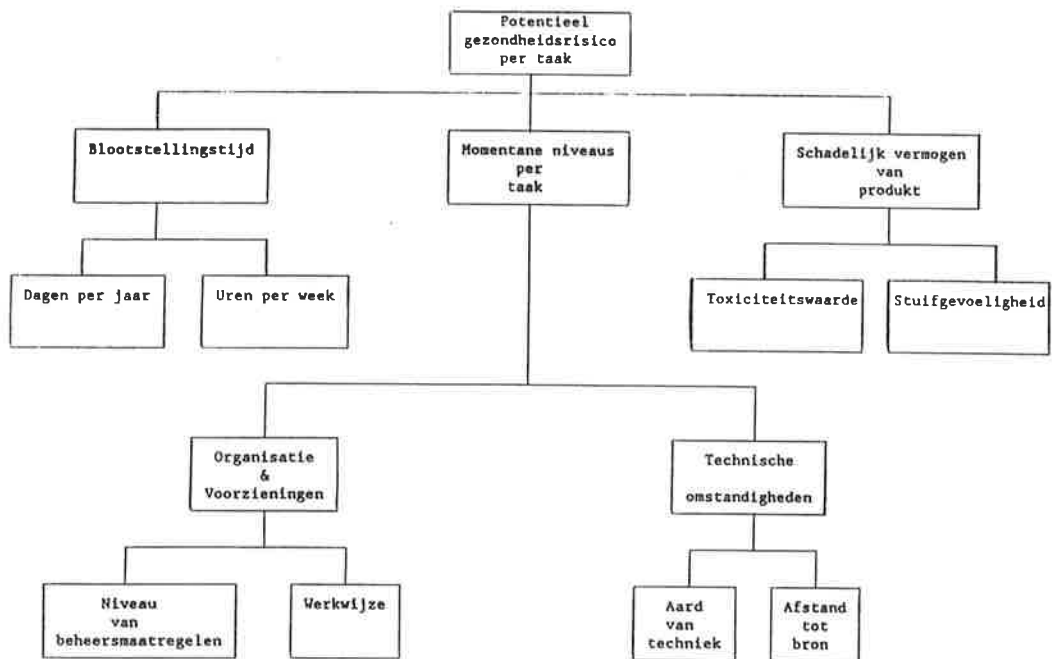 Potentieel
gezondheidsrisico
per taak
Blootstellingstijd
Momentane niveaus
per
taak
Schadelijk vermogen
van
produkt
Dagen per jaar
Uren per week
Toxiciteitswaarde
Stuifgevoeligheid
Organisatie
&
Voorzieningen
Technische
omstandigheden
Niveau
van
beheersmaatregelen
Werkwijze
Aard
van
techniek
Afstand
tot
bron